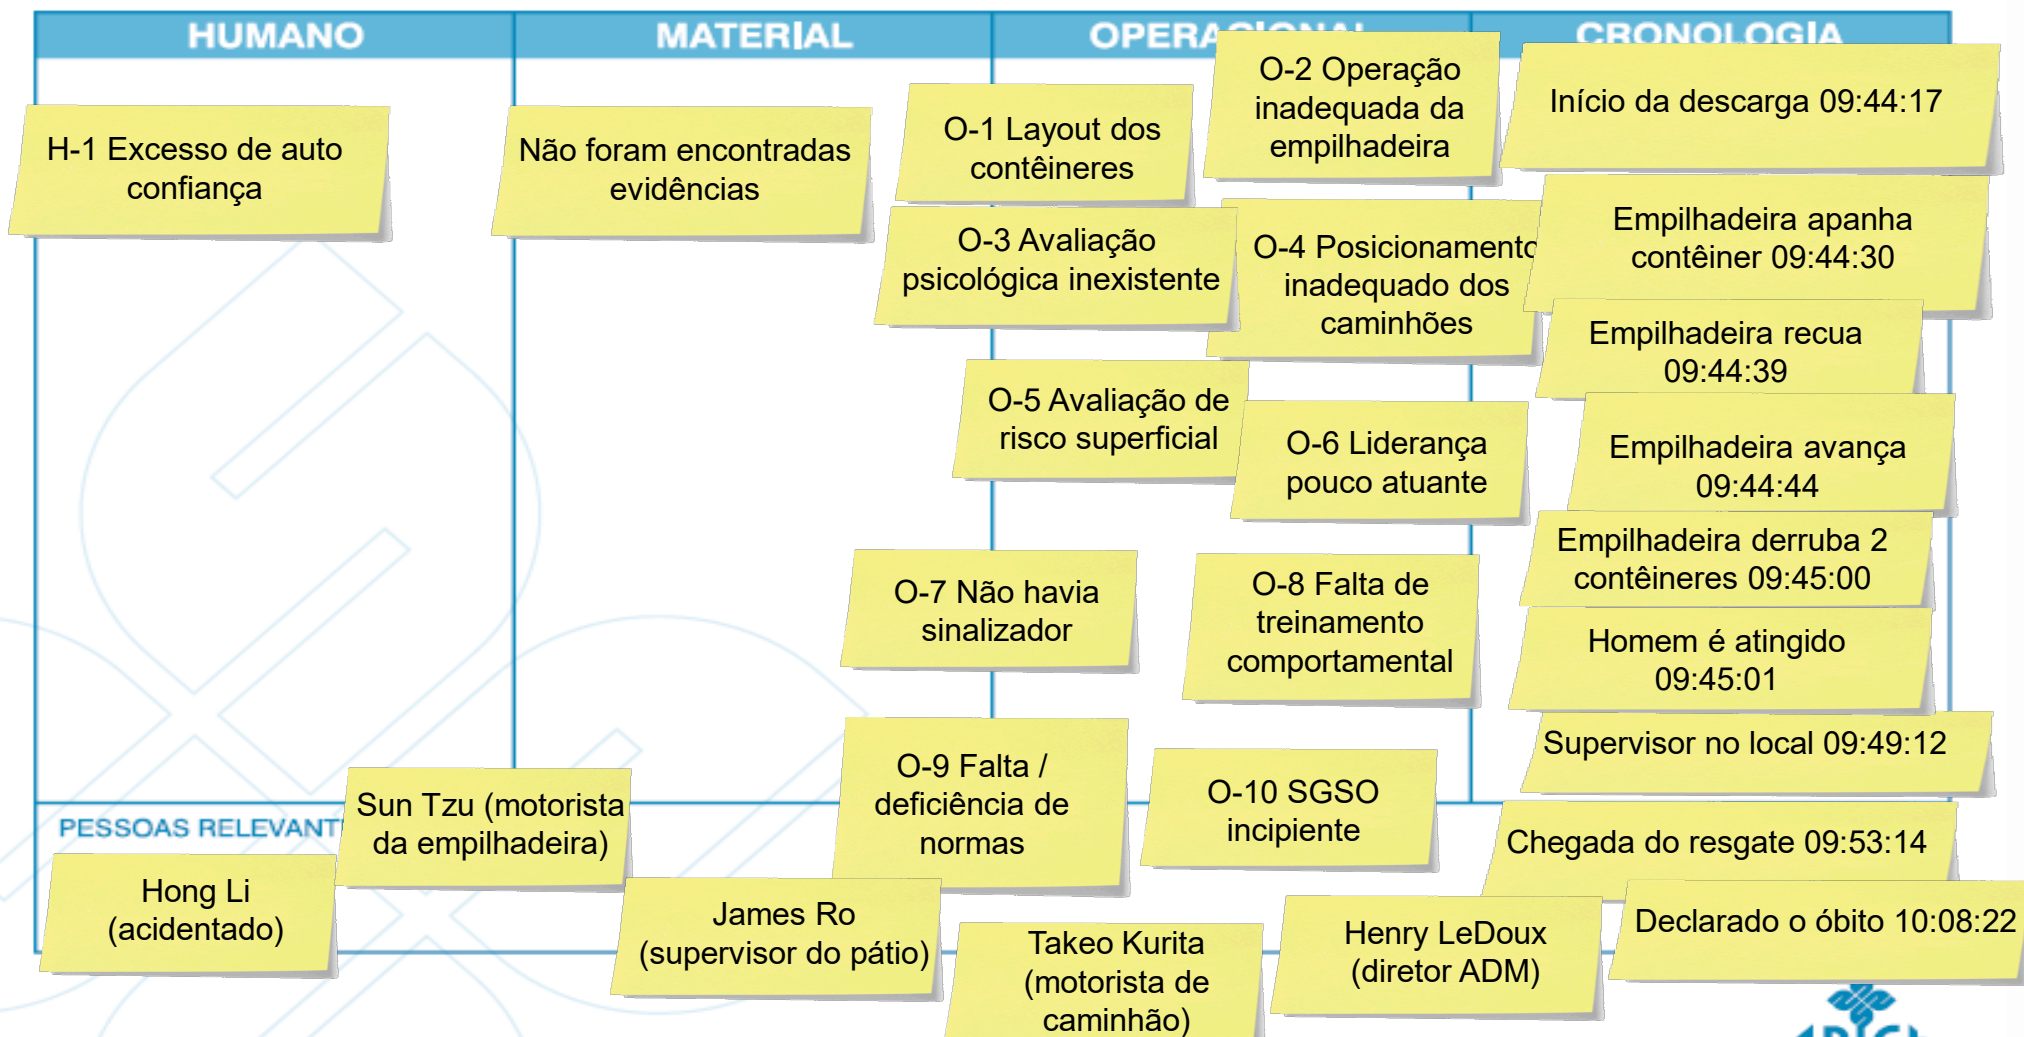 HUMANO
MATERIAL
OPERACIONAL
CRONOLOGIA
H-1 Excesso de auto
confiança
Não foram encontradas
evidências
O-1 Layout dos
contêineres
O-2 Operação
inadequada da
empilhadeira
O-3 Avaliação
psicológica inexistente
O-4 Posicionamento
inadequado dos
caminhões
O-5 Avaliação de
risco superficial
O-6 Liderança
pouco atuante
O-7 Não havia
sinalizador
O-8 Falta de
treinamento
comportamental
O-9 Falta /
deficiência de
normas
O-10 SGSO
incipiente
Início da descarga 09:44:17
Empilhadeira apanha
contêiner 09:44:30
Empilhadeira recua
09:44:39
Empilhadeira avança
09:44:44
Empilhadeira derruba 2
contêineres 09:45:00
Homem é atingido
09:45:01
Supervisor no local 09:49:12
Chegada do resgate 09:53:14
Declarado o óbito 10:08:22
PESSOAS RELEVANT
Hong Li
(acidentado)
Sun Tzu (motorista
da empilhadeira)
James Ro
(supervisor do pátio)
Takeo Kurita
(motorista de
caminhão)
Henry LeDoux
(diretor ADM)